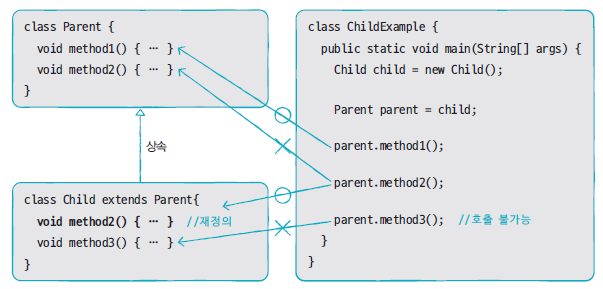 class Parent {
void method1() { … }
void method2() { … }
}
상속
class Child extends Parent{
void method2() { … } //재정의
void method3() { … }
}
class ChildExample {
public static void main(String[] args) {
Child child = new Child();
Parent parent = child;
parent.method1();
parent.method2();
parent.method3(); //호출 불가능
}
}